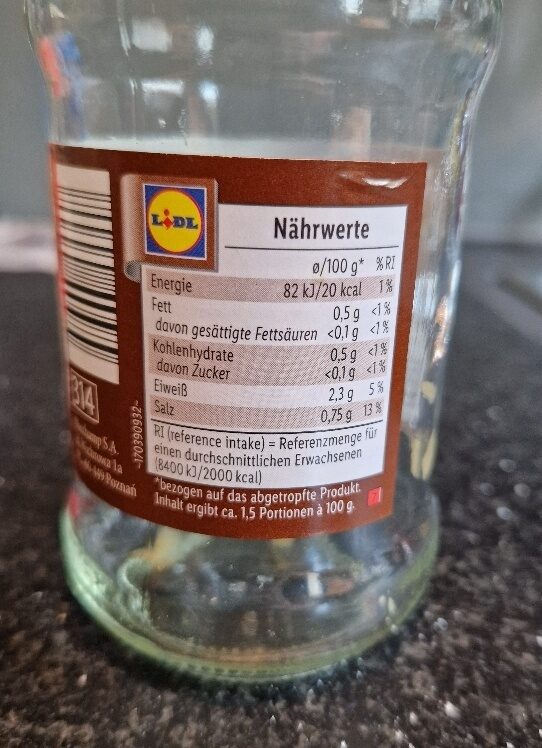 LIDL
Nährwerte
ø/100 g* % RI
Energie 82 kJ/20 kcal 1%
Fett 0,5 g <1%
davon gesättigte Fettsäuren <0,1 g <1%
Kohlenhydrate 0,5 g <1%
davon Zucker <0,1 g <1%
Eiweiß 2,3 g 5%
Salz 0,75 g 13%
RI (reference intake) = Referenzmenge für
einen durchschnittlichen Erwachsenen
(8400 kJ/2000 kcal)
*bezogen auf das abgetropfte Produkt.
Inhalt ergibt ca. 1,5 Portionen à 100 g.
7
314
-170390932-
S.A.
1a
Poznań